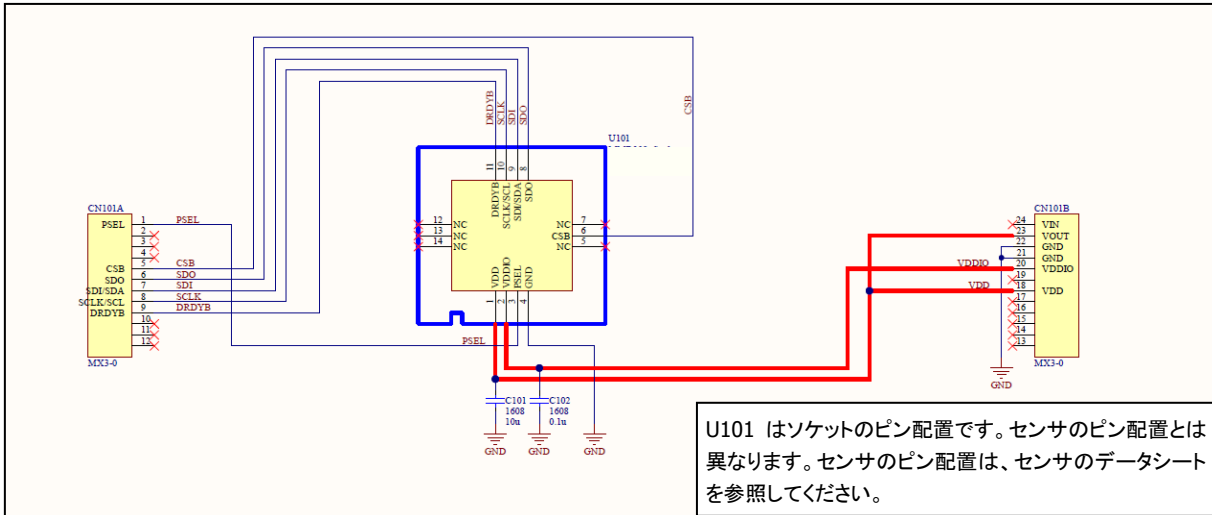 CSB
DRDYB
SCLK
SDI
SDO
U101
11
10
9
8
DRDYB
SCLK/SCL
SDI/SDA
SDO
12 NC
13 NC
14 NC
NC 7
CSB 6
NC 5
VDD
VDDIO
PSEL
GND
1
2
3
4
CN101A
PSEL 1 PSEL
2
3
4
CSB 5 CSB
SDO 6 SDO
SDI/SDA 7 SDI
SCLK/SCL 8 SCLK
DRDYB 9 DRDYB
10
11
12
MX3-0
PSEL
CN101B
24 VIN
23 VOUT
22 GND
21 GND
VDDIO 20 VDDIO
19
VDD 18 VDD
17
16
15
14
13
MX3-0
GND
C101
1608
10u
C102
1608
0.1u
GND
GND
GND
U101 はソケットのピン配置です。センサのピン配置とは
異なります。センサのピン配置は、センサのデータシート
を参照してください。